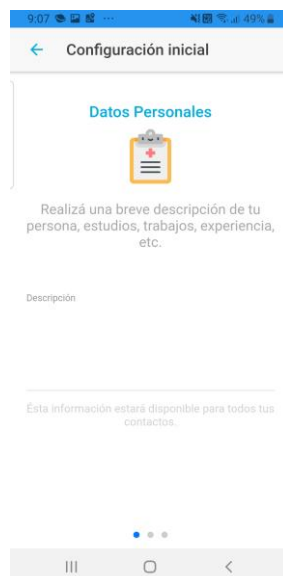 9:07 ... 49%
Configuración inicial
Datos Personales
Realizá una breve descripción de tu
persona, estudios, trabajos, experiencia,
etc.
Descripción
Esta información estará disponible para todos tus
contactos.